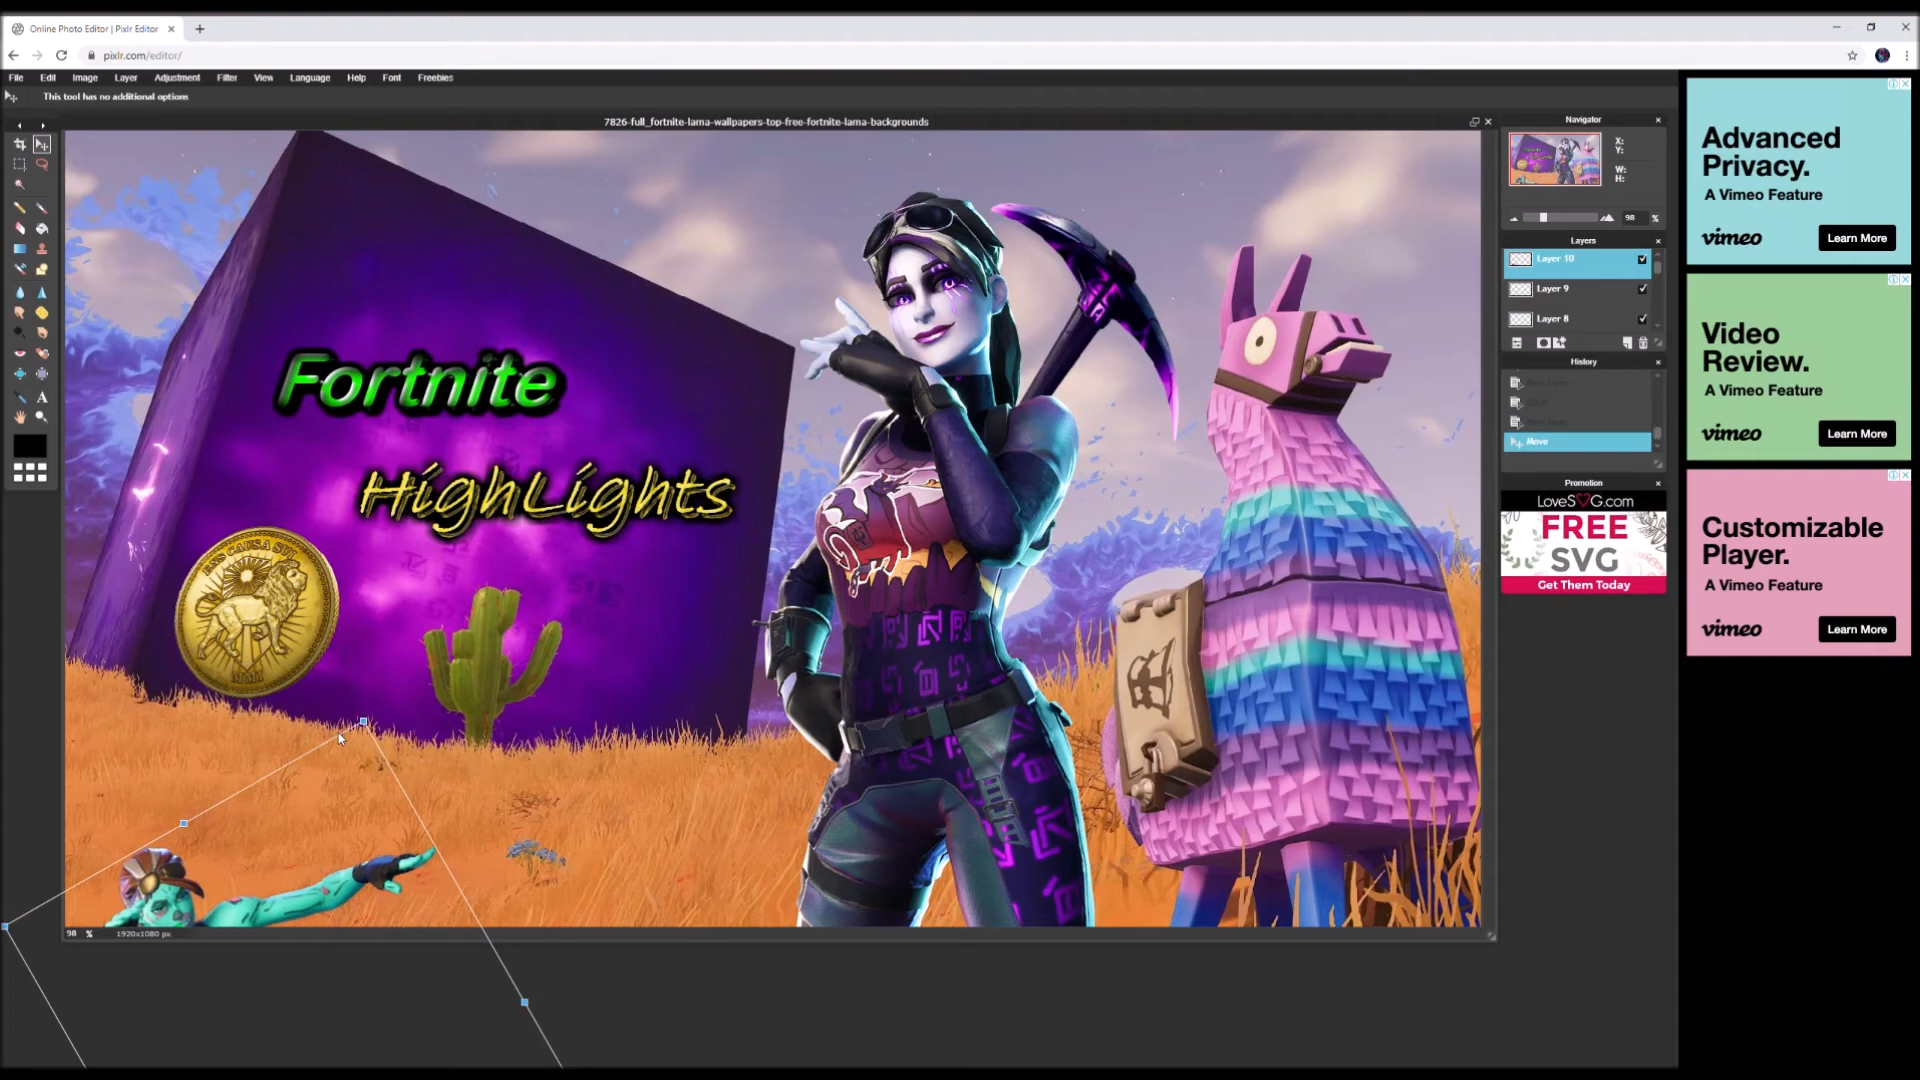 Online Photo Editor | Pixlr Editor
pixlr.com/editor/
File Edit Image Layer Adjustment Filter View Language Help Font Freebies
This tool has no additional options
7826-full_fortnite-lama-wallpapers-top-free-fortnite-lama-backgrounds
Fortnite
HighLights
ENS CAUSA SUI
MMI
98 % 1920x1080 px
Navigator
X:
Y:
W:
H:
98 %
Layers
Layer 10
Layer 9
Layer 8
History
Move
Promotion
LoveSVG.com
FREE
SVG
Get Them Today
Advanced
Privacy.
A Vimeo Feature
vimeo Learn More
Video
Review.
A Vimeo Feature
vimeo Learn More
Customizable
Player.
A Vimeo Feature
vimeo Learn More